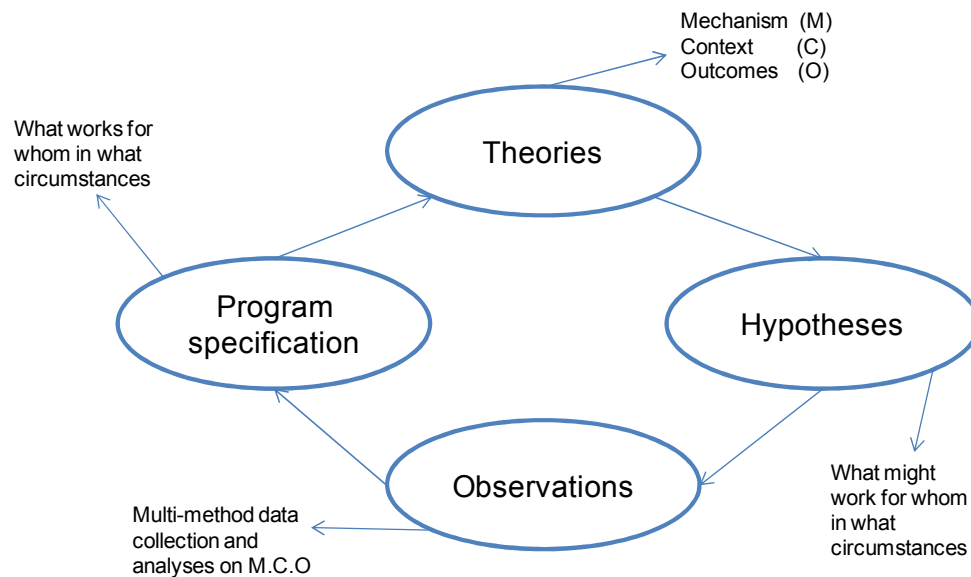 Mechanism (M)
Context (C)
Outcomes (O)
Theories
What works for
whom in what
circumstances
Program
specification
Hypotheses
Observations
What might
work for whom
in what
circumstances
Multi-method data
collection and
analyses on M.C.O